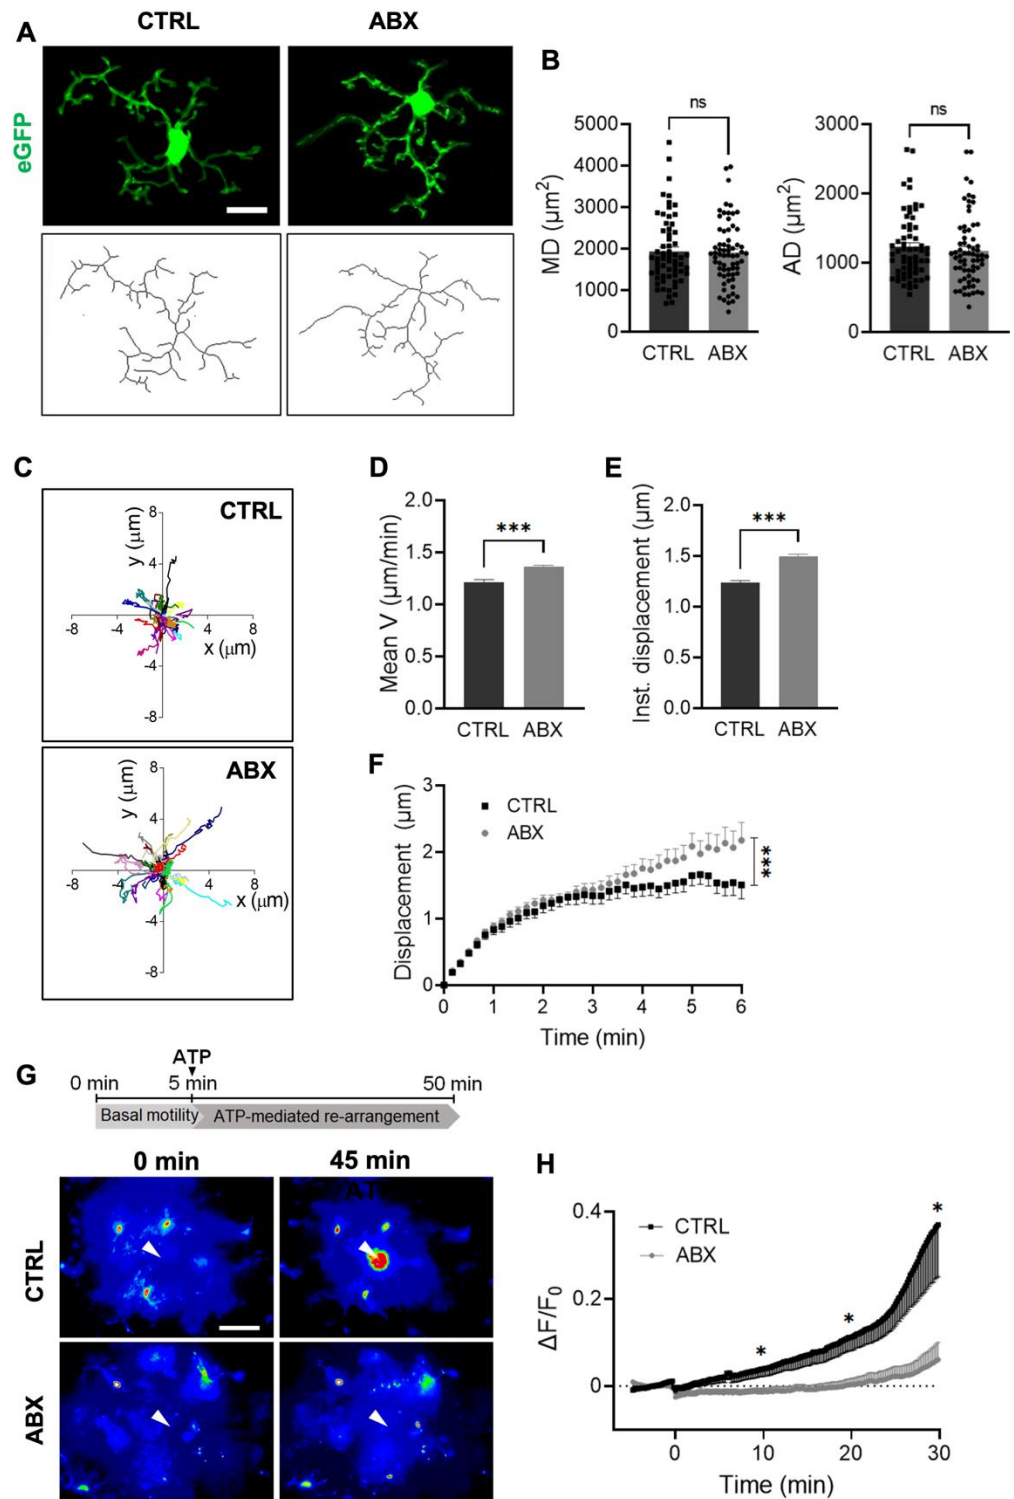 A
CTRL
ABX
eGFP
B
ns
MD (µm²)
5000
4000
3000
2000
1000
0
CTRL ABX
ns
AD (µm²)
3000
2000
1000
0
CTRL ABX
C
CTRL
y (µm)
8
4
-8
-4
4
8
x (µm)
-4
-8
ABX
y (µm)
8
4
-8
-4
4
8
x (µm)
-4
-8
D
***
Mean V (µm/min)
2.0
1.5
1.0
0.5
0.0
CTRL ABX
E
***
Inst. displacement (µm)
2.0
1.5
1.0
0.5
0.0
CTRL ABX
F
Displacement (µm)
3
2
1
0
CTRL
ABX
***
0 1 2 3 4 5 6
Time (min)
G
ATP
0 min
5 min
50 min
Basal motility
ATP-mediated re-arrangement
0 min
45 min
AT
CTRL
ABX
H
ΔF/F₀
0.4
0.2
0
CTRL
ABX
*
*
*
0 10 20 30
Time (min)